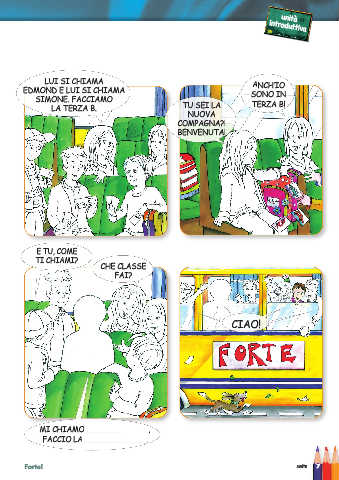 unità
introduttiva
LUI SI CHIAMA
EDMOND E LUI SI CHIAMA
SIMONE. FACCIAMO
LA TERZA B.
TU SEI LA
NUOVA
COMPAGNA?!
BENVENUTA!
ANCH'IO
SONO IN
TERZA B!
E TU, COME
TI CHIAMI?
CHE CLASSE
FAI?
CIAO!
FORTE
MI CHIAMO
FACCIO LA
Forte!
sette 7